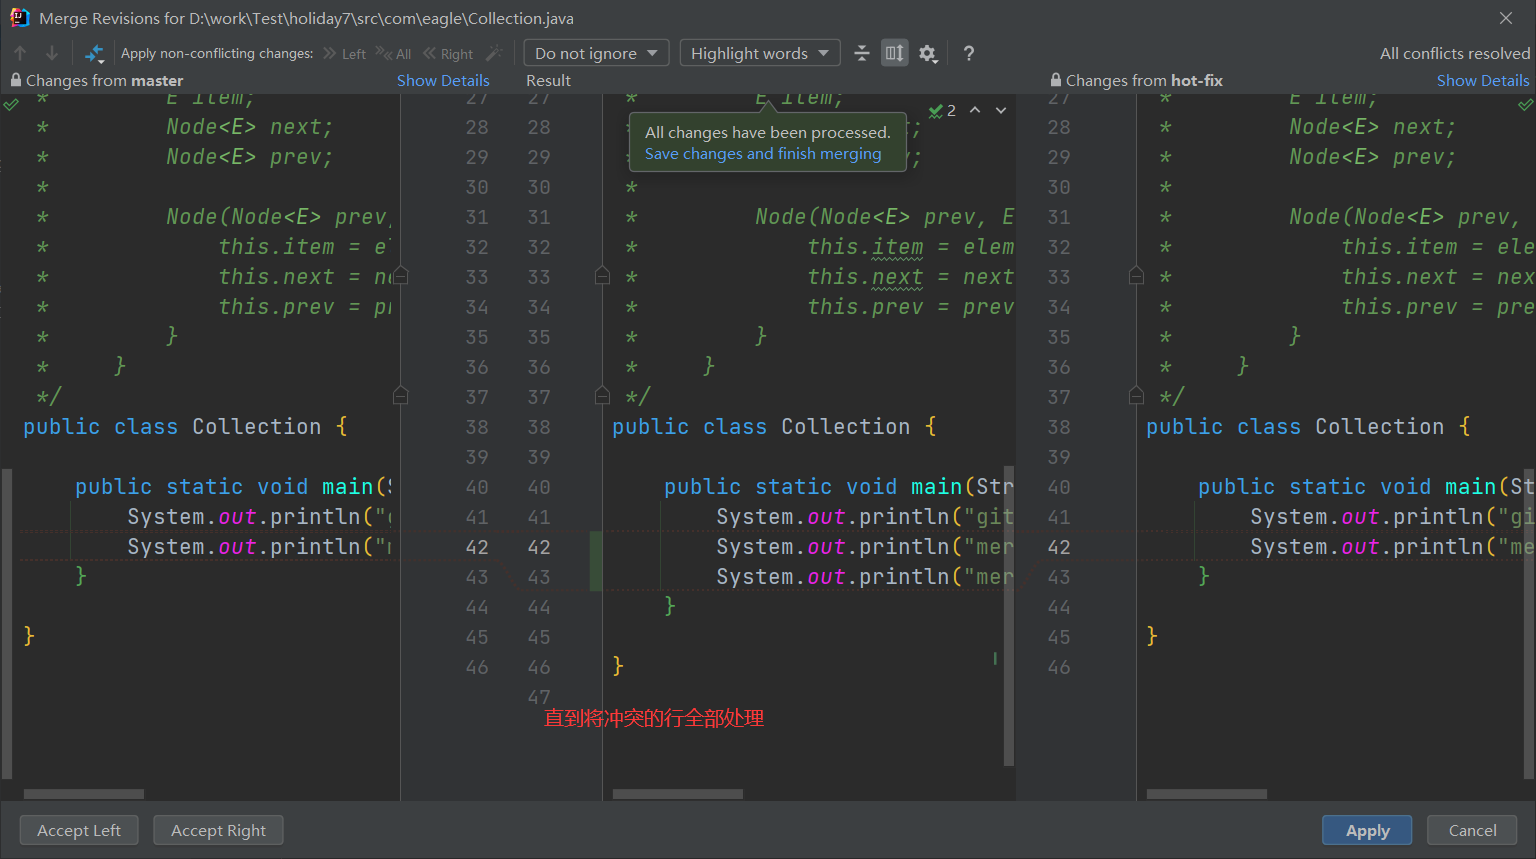 Merge Revisions for D:\work\Test\holiday7\src\com\eagle\Collection.java
Apply non-conflicting changes: Left All Right Do not ignore Highlight words ? All conflicts resolved
Changes from master Show Details Result Changes from hot-fix Show Details
* E item; 27 27 * E item; 2 27 * E item;
* Node<E> next; 28 28 ; 28 * Node<E> next;
All changes have been processed.
* Node<E> prev; 29 29 ; 29 * Node<E> prev;
Save changes and finish merging
* 30 30 * 30 *
* Node(Node<E> prev, 31 31 * Node(Node<E> prev, E 31 * Node(Node<E> prev,
* this.item = el 32 32 * this.item = elem 32 * this.item = ele
* this.next = ne 33 33 * this.next = next 33 * this.next = nex
* this.prev = pr 34 34 * this.prev = prev 34 * this.prev = pre
* } 35 35 * } 35 * }
* } 36 36 * } 36 * }
*/ 37 37 */ 37 */
public class Collection { 38 38 public class Collection { 38 public class Collection {
39 39 39
public static void main(S 40 40 public static void main(Str 40 public static void main(St
System.out.println("g 41 41 System.out.println("git 41 System.out.println("gi
System.out.println("m 42 42 System.out.println("mer 42 System.out.println("me
} 43 43 System.out.println("mer 43 }
44 44 } 44
} 45 45 45 }
46 46 } 46
47
直到将冲突的行全部处理
Accept Left Accept Right Apply Cancel